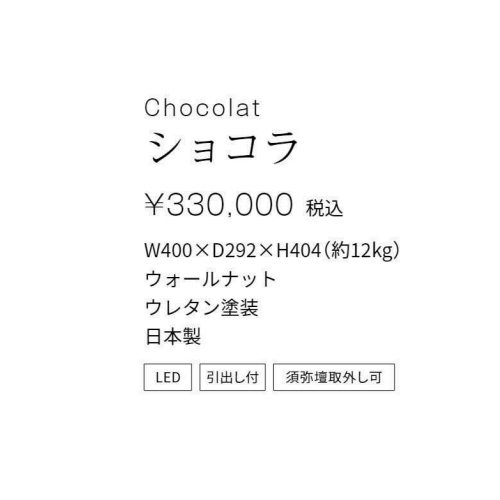 Chocolat
ショコラ
¥330,000 税込
W400×D292×H404（約12kg）
ウォールナット
ウレタン塗装
日本製
LED 引出し付 須弥壇取外し可